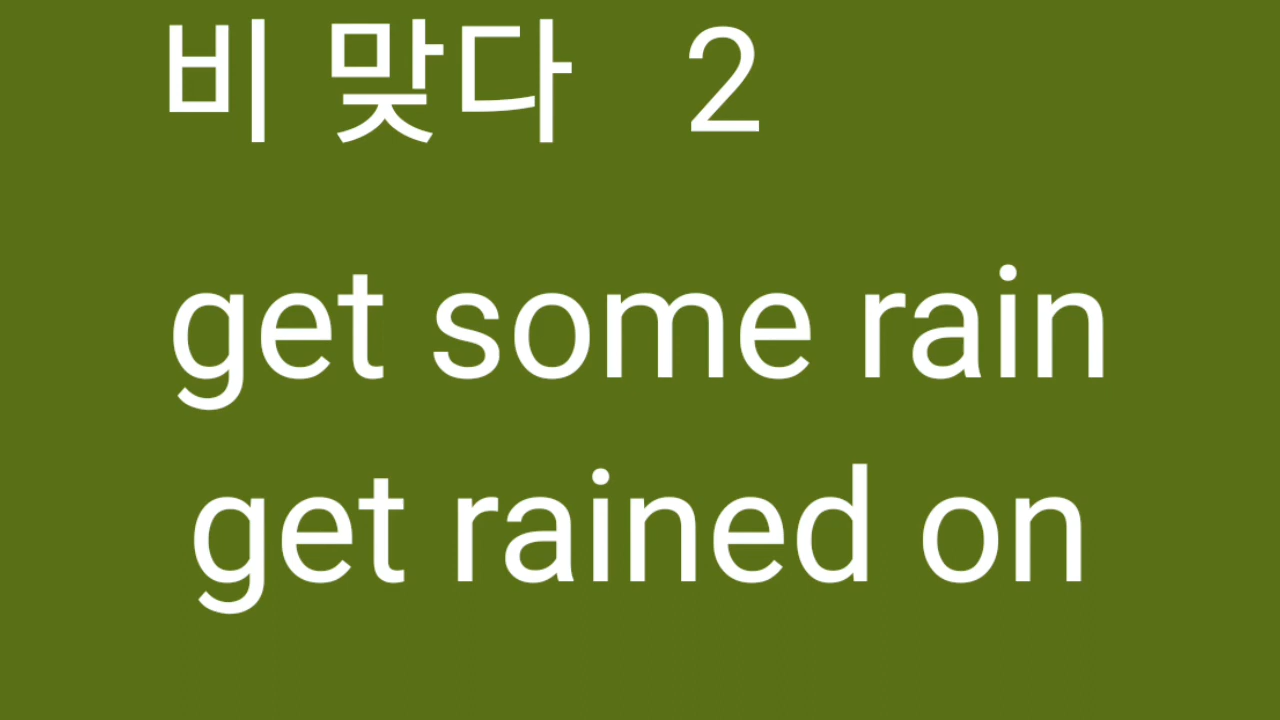 비 맞다 2
get some rain
get rained on